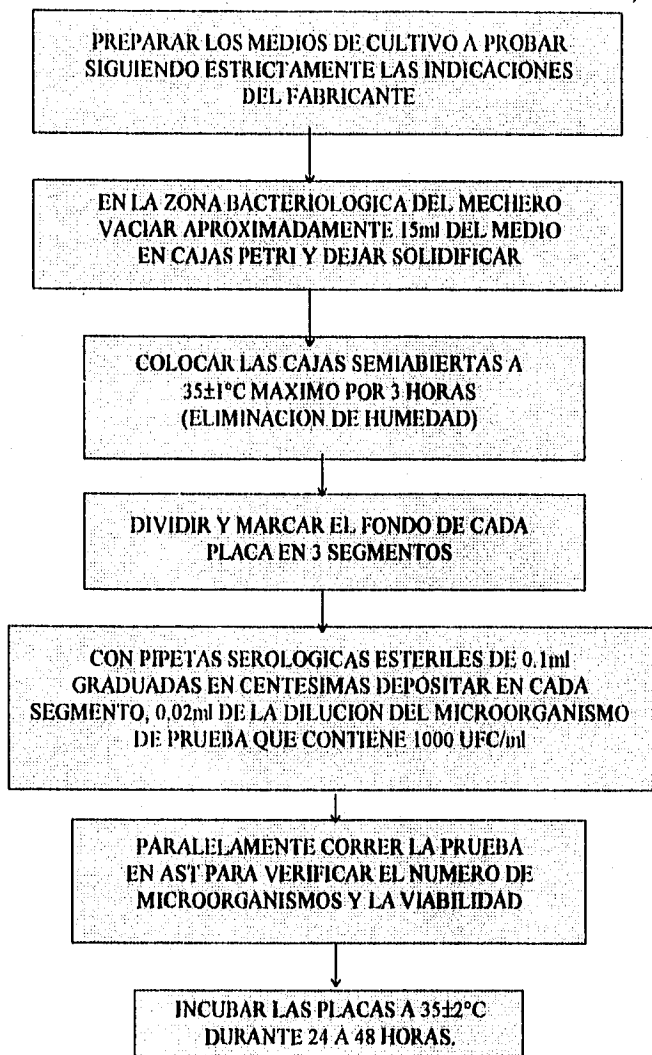 PREPARAR LOS MEDIOS DE CULTIVO A PROBAR
SIGUIENDO ESTRICTAMENTE LAS INDICACIONES
DEL FABRICANTE
EN LA ZONA BACTERIOLOGICA DEL MECHERO
VACIAR APROXIMADAMENTE 15ml DEL MEDIO
EN CAJAS PETRI Y DEJAR SOLIDIFICAR
COLOCAR LAS CAJAS SEMIABIERTAS A
35±1°C MAXIMO POR 3 HORAS
(ELIMINACION DE HUMEDAD)
DIVIDIR Y MARCAR EL FONDO DE CADA
PLACA EN 3 SEGMENTOS
CON PIPETAS SEROLOGICAS ESTERILES DE 0.1ml
GRADUADAS EN CENTESIMAS DEPOSITAR EN CADA
SEGMENTO, 0,02ml DE LA DILUCION DEL MICROORGANISMO
DE PRUEBA QUE CONTIENE 1000 UFC/ml
PARALELAMENTE CORRER LA PRUEBA
EN AST PARA VERIFICAR EL NUMERO DE
MICROORGANISMOS Y LA VIABILIDAD
INCUBAR LAS PLACAS A 35±2°C
DURANTE 24 A 48 HORAS.